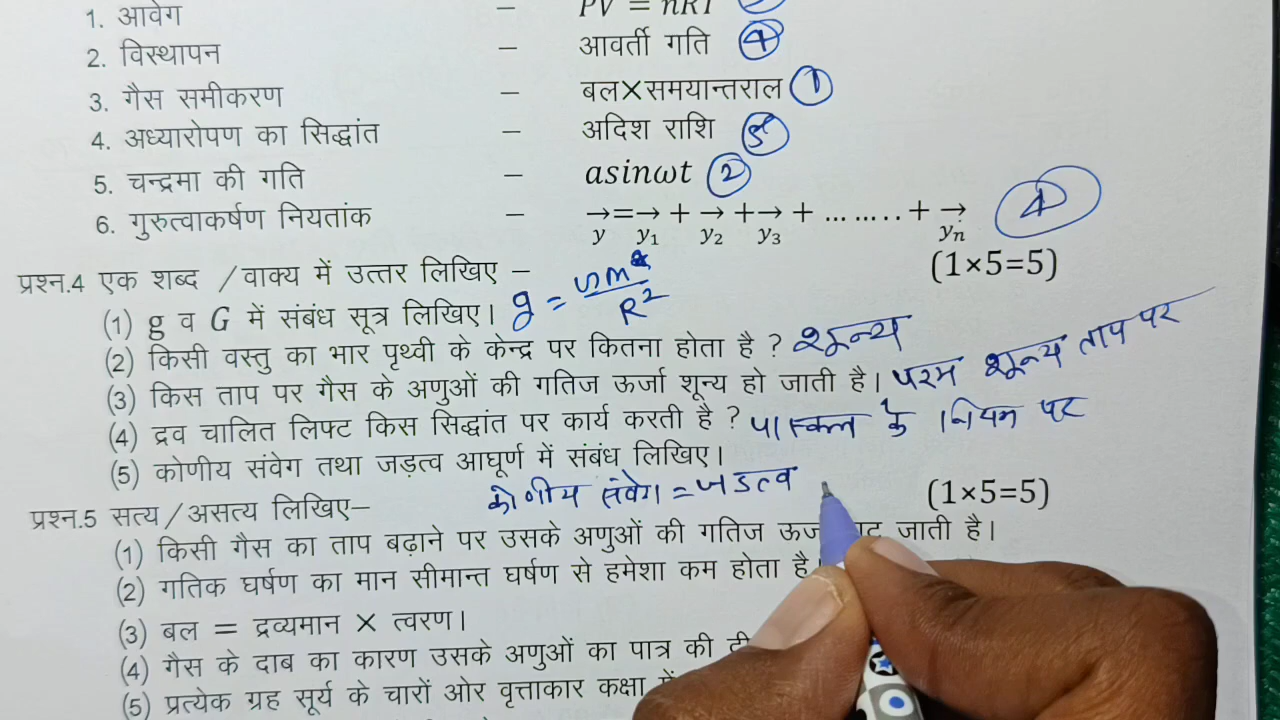 1. आवेग – PV = nRT
2. विस्थापन – आवर्ती गति 4
3. गैस समीकरण – बल×समयान्तराल 1
4. अध्यारोपण का सिद्धांत – अदिश राशि 5
5. चन्द्रमा की गति – asinωt 2
6. गुरुत्वाकर्षण नियतांक – →y=→y1 + →y2 +→y3 + ........ + →yn 4
प्रश्न.4 एक शब्द /वाक्य में उत्तर लिखिए – (1×5=5)
(1) g व G में संबंध सूत्र लिखिए। g = Gm/R²
(2) किसी वस्तु का भार पृथ्वी के केन्द्र पर कितना होता है ? शून्य
(3) किस ताप पर गैस के अणुओं की गतिज ऊर्जा शून्य हो जाती है। परम शून्य ताप पर
(4) द्रव चालित लिफ्ट किस सिद्धांत पर कार्य करती है ? पास्कल के नियम पर
(5) कोणीय संवेग तथा जड़त्व आघूर्ण में संबंध लिखिए।
कोणीय संवेग = जडत्व
प्रश्न.5 सत्य/असत्य लिखिए– (1×5=5)
(1) किसी गैस का ताप बढ़ाने पर उसके अणुओं की गतिज जाती है।
(2) गतिक घर्षण का मान सीमान्त घर्षण से हमेशा कम होता है
(3) बल = द्रव्यमान × त्वरण।
(4) गैस के दाब का कारण उसके अणुओं का पात्र की
(5) प्रत्येक ग्रह सूर्य के चारों ओर वृत्ताकार कक्षा में